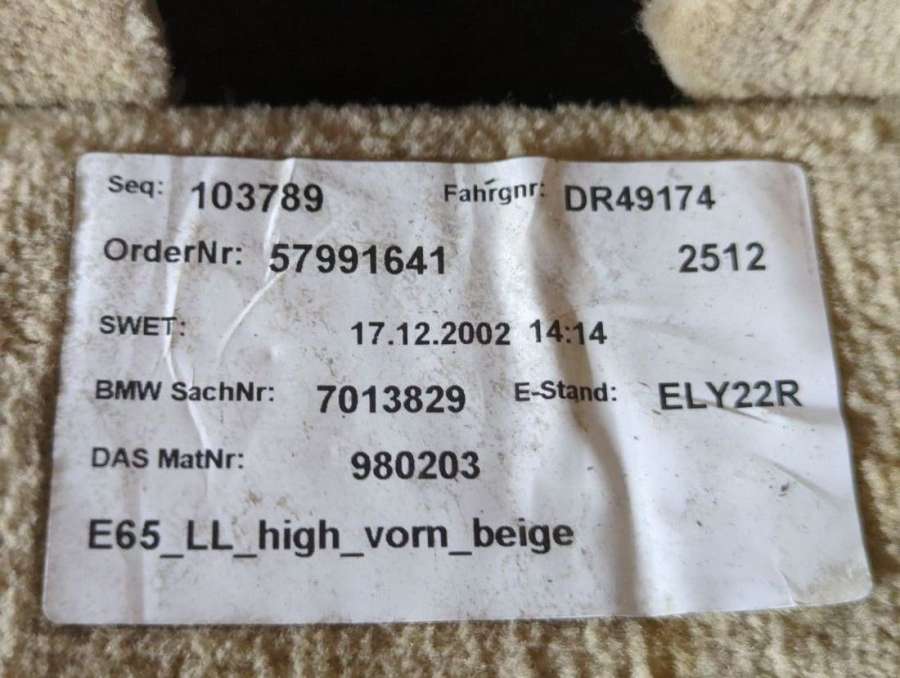 Seq: 103789 Fahrgnr: DR49174
OrderNr: 57991641 2512
SWET: 17.12.2002 14:14
BMW SachNr: 7013829 E-Stand: ELY22R
DAS MatNr: 980203
E65_LL_high_vorn_beige